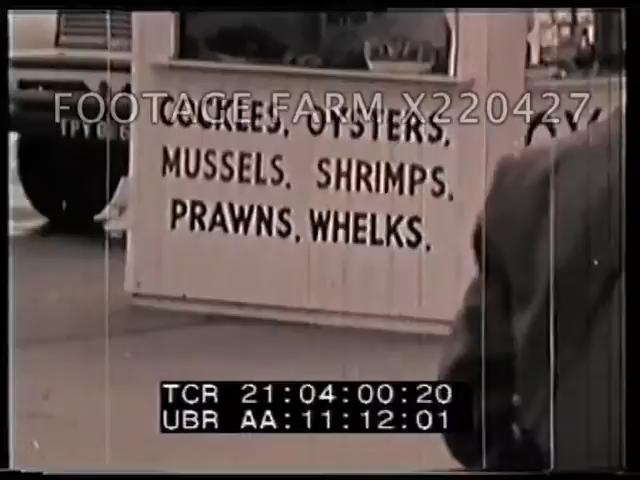 FOOTAGE FARM X220427
COCKLES, OYSTERS,
MUSSELS, SHRIMPS,
PRAWNS, WHELKS.
OY
TCR 21:04:00:20
UBR AA:11:12:01